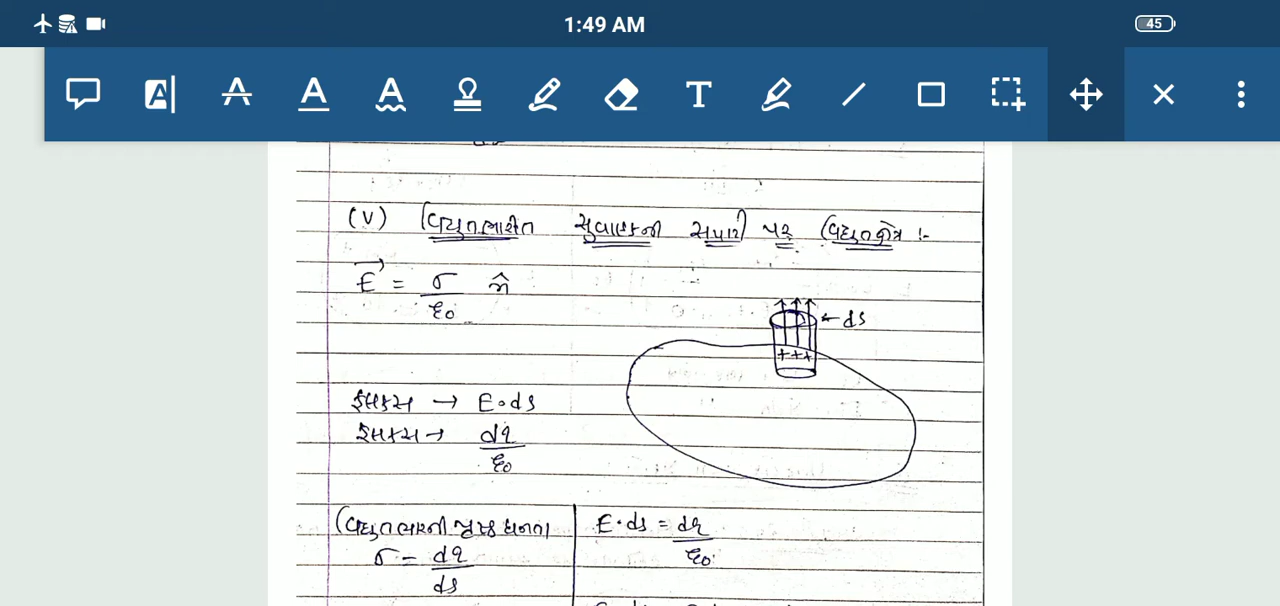 1:49 AM
45
A
A
A
A
T
(V) વિદ્યુતભારીત સુવાહકની સપાટી પર વિદ્યુતક્ષેત્ર :-
E⃗ = σ/ε₀ n̂
← ds
+++
ફ્લક્સ → E·ds
ફ્લક્સ → dq/ε₀
વિદ્યુતભારની પૃષ્ઠ ઘનતા
σ = dq/ds
E·ds = dq/ε₀